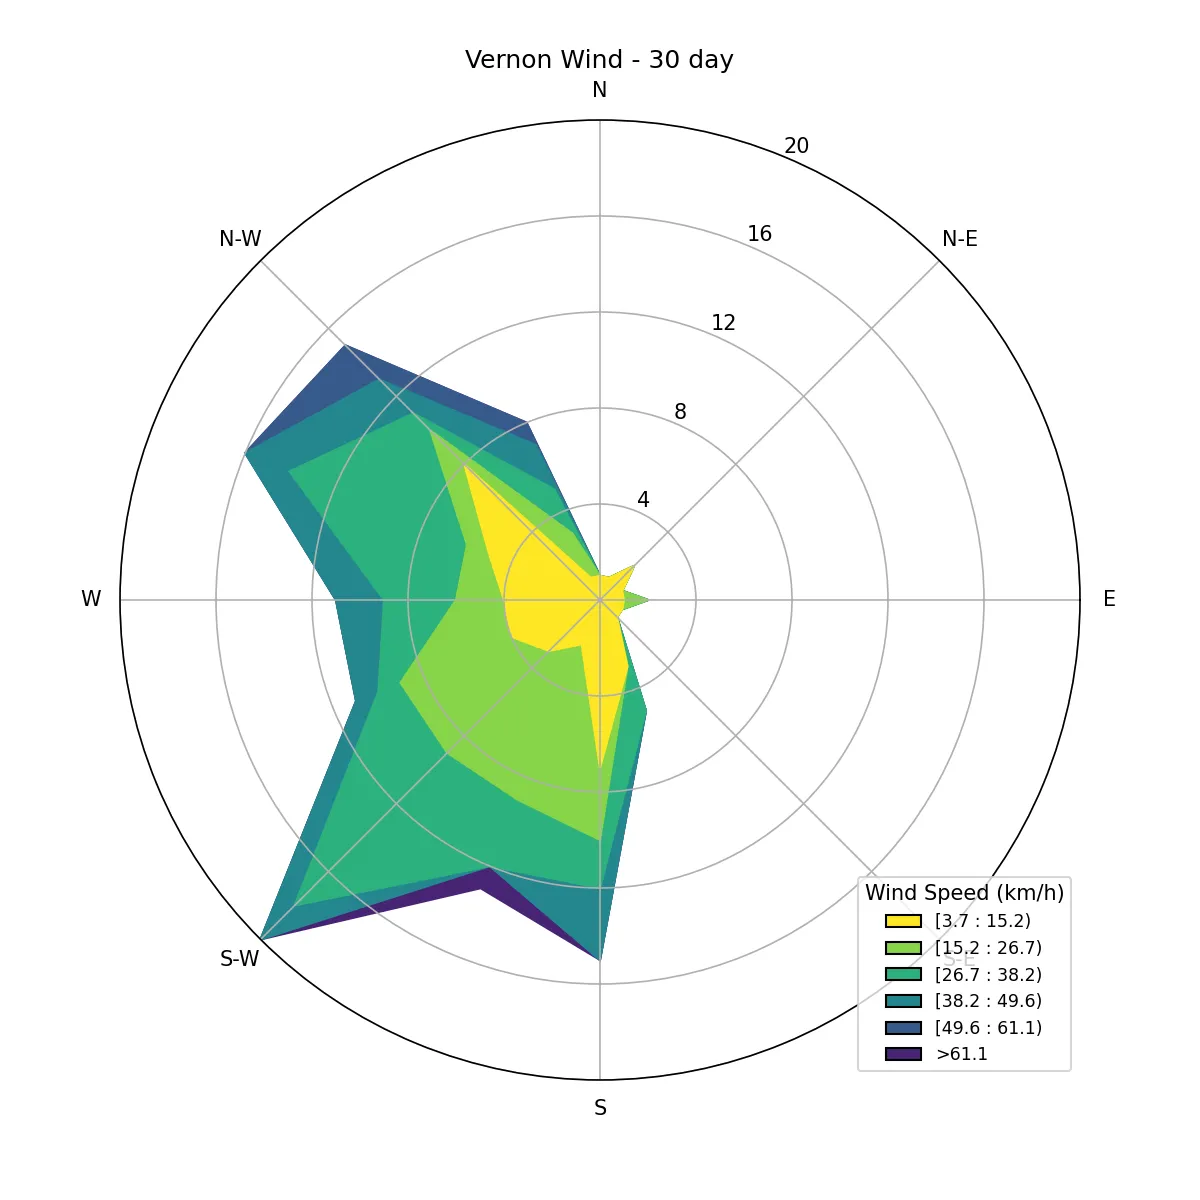 Vernon Wind - 30 day
N
20
N-W
N-E
16
12
8
4
W
E
Wind Speed (km/h)
[3.7 : 15.2)
[15.2 : 26.7)
S-W
S-E
[26.7 : 38.2)
[38.2 : 49.6)
[49.6 : 61.1)
>61.1
S